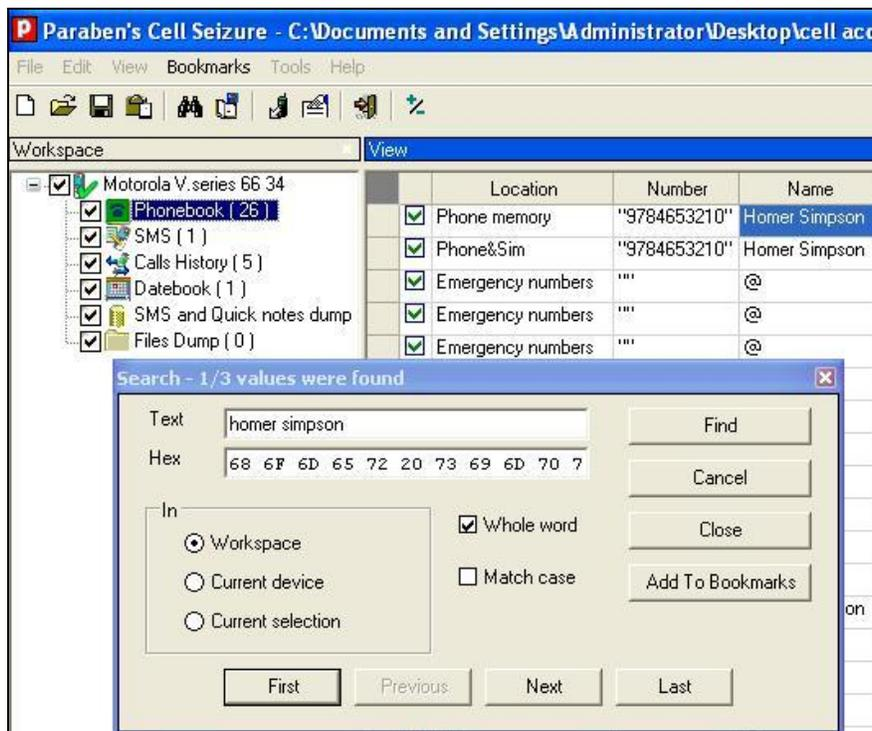 Paraben's Cell Seizure - C:\Documents and Settings\Administrator\Desktop\cell acc
File Edit View Bookmarks Tools Help
Workspace
View
Motorola V.series 66 34
Phonebook ( 26 )
SMS ( 1 )
Calls History ( 5 )
Datebook ( 1 )
SMS and Quick notes dump
Files Dump ( 0 )
Location Number Name
Phone memory "9784653210" Homer Simpson
Phone&Sim "9784653210" Homer Simpson
Emergency numbers "" @
Emergency numbers "" @
Emergency numbers "" @
on
Search - 1/3 values were found
Text homer simpson
Hex 68 6F 6D 65 72 20 73 69 6D 70 7
In
Workspace
Current device
Current selection
Whole word
Match case
Find
Cancel
Close
Add To Bookmarks
First Previous Next Last